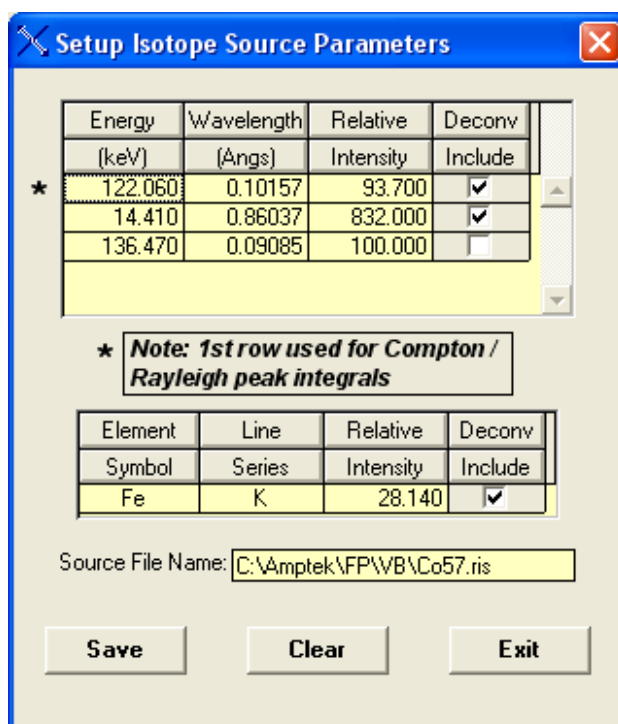 Setup Isotope Source Parameters
Energy Wavelength Relative Deconv
(keV) (Angs) Intensity Include
* 122.060 0.10157 93.700
14.410 0.86037 832.000
136.470 0.09085 100.000
* Note: 1st row used for Compton /
Rayleigh peak integrals
Element Line Relative Deconv
Symbol Series Intensity Include
Fe K 28.140
Source File Name: C:\Amptek\FP\VB\Co57.ris
Save Clear Exit